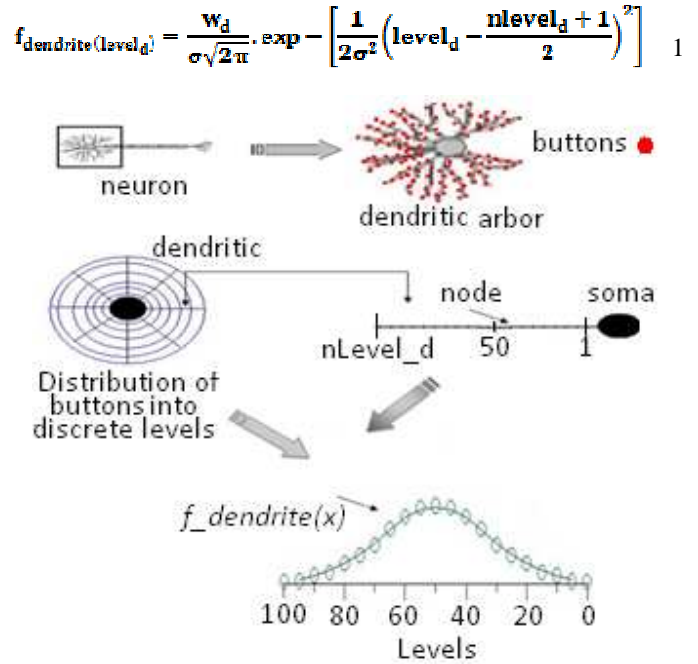 f_dendrite(level_d) = w_d / σ√2π . exp − [ 1 / 2σ² ( level_d − nlevel_d + 1 / 2 )² ] 1
buttons
neuron
dendritic arbor
dendritic
node soma
nLevel_d 50 1
Distribution of
buttons into
discrete levels
f_dendrite(x)
100 80 60 40 20 0
Levels